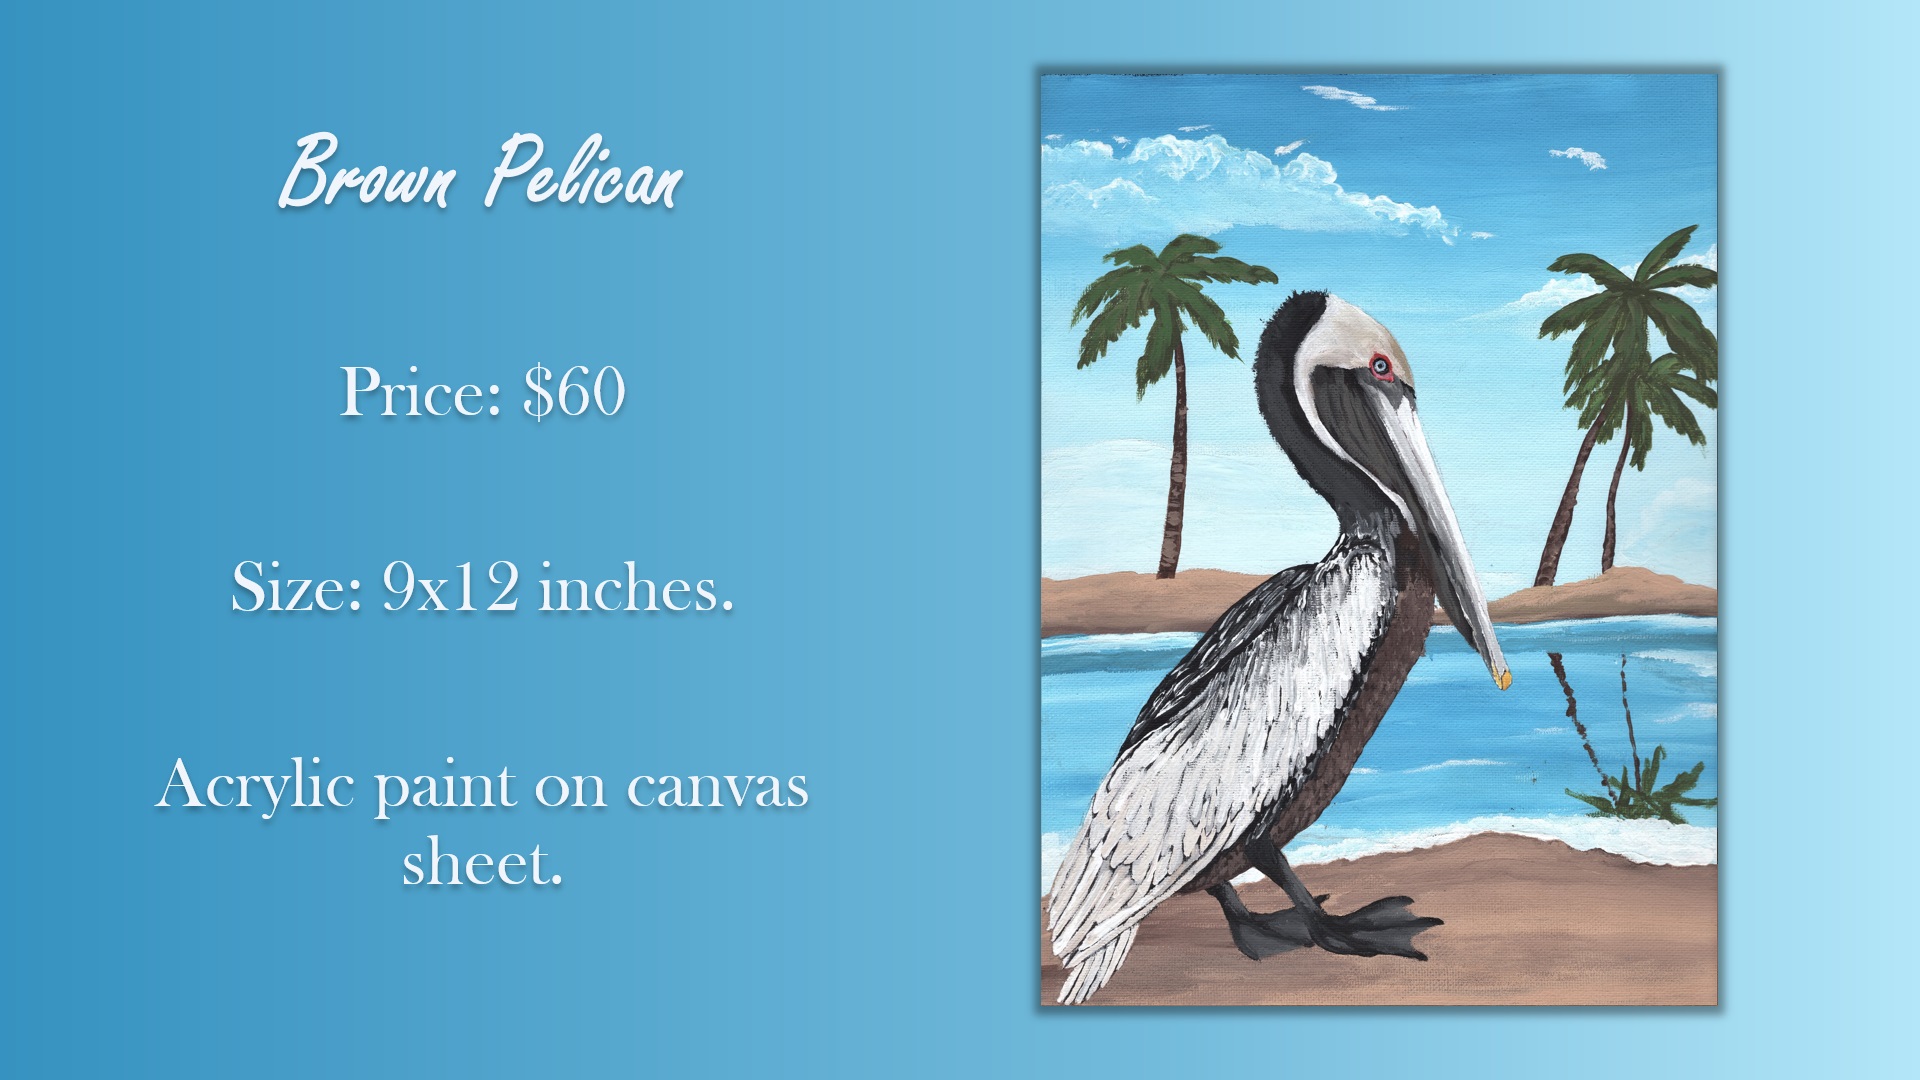 Brown Pelican
Price: $60
Size: 9x12 inches.
Acrylic paint on canvas
sheet.